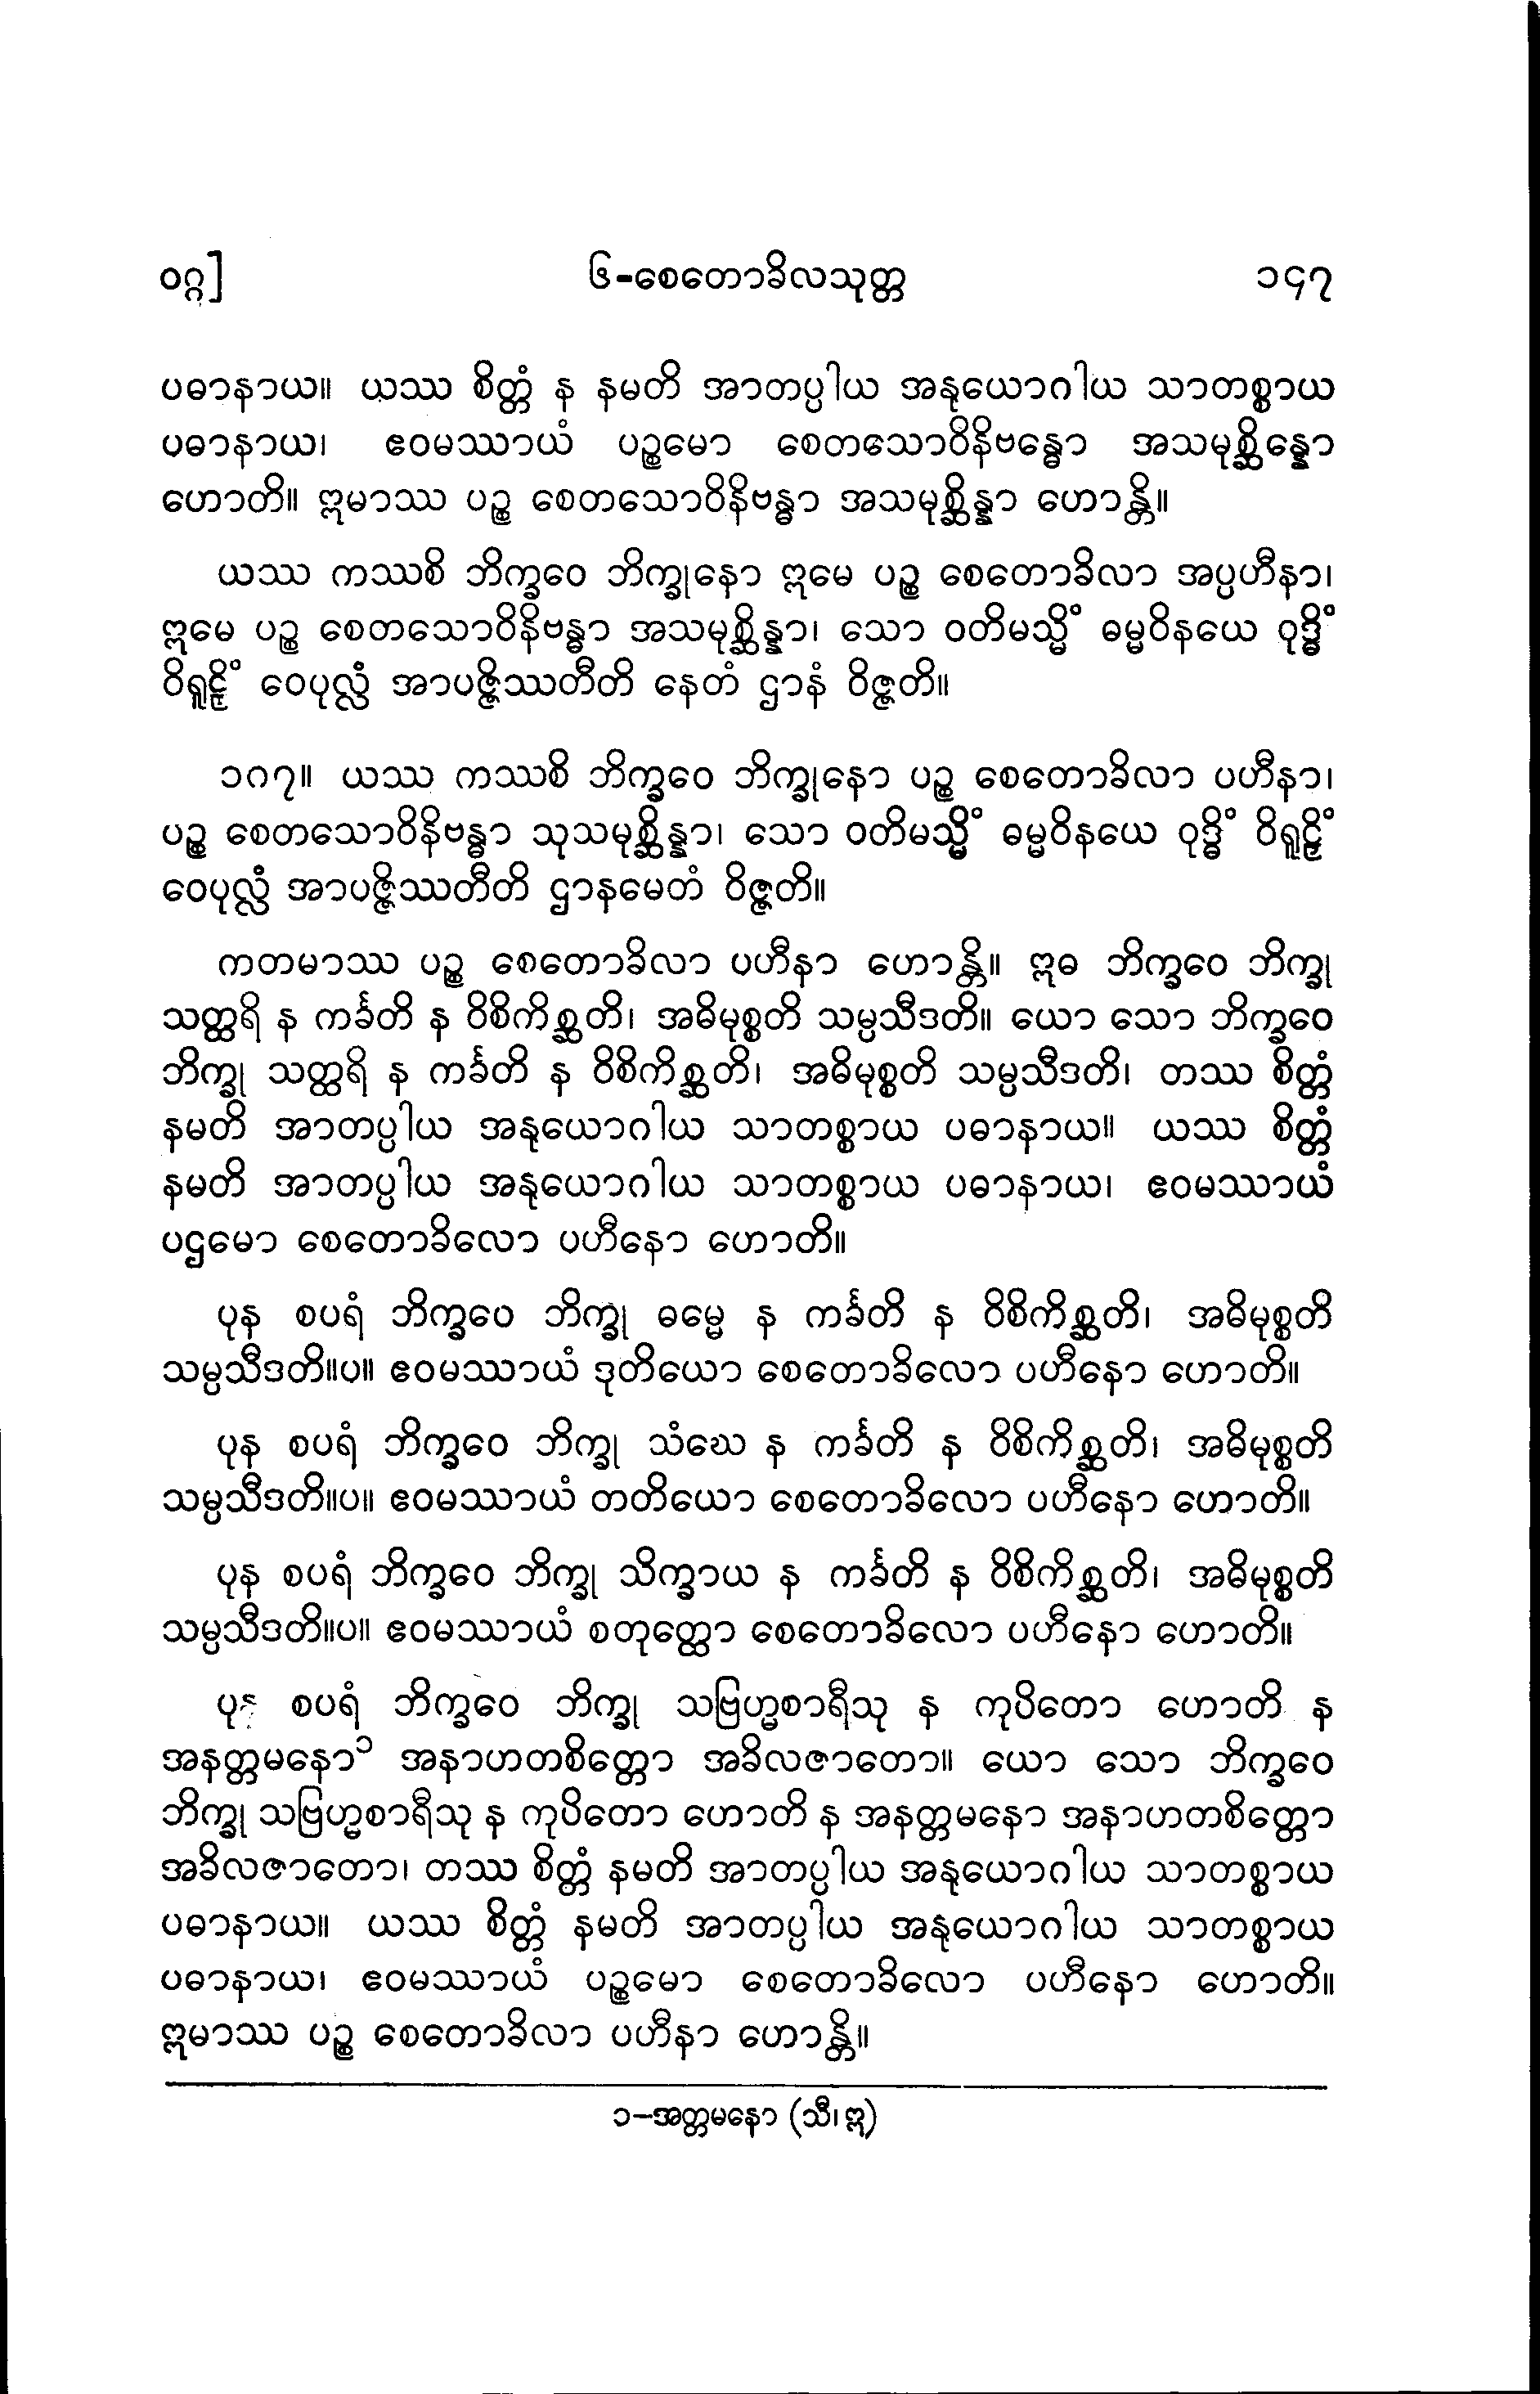 ဝဂ္ဂ]
၆-စေတောခိလသုတ္တ
၁၄၇
ပဓာနာယ။ ယဿ စိတ္တံ န နမတိ အာတပ္ပါယ အနုယောဂါယ သာတစ္စာယ
ပဓာနာယ၊ ဧဝမဿာယံ ပဉ္စမော စေတသောဝိနိဗန္ဓော အသမုစ္ဆိန္နော
ဟောတိ။ ဣမာဿ ပဉ္စ စေတသောဝိနိဗန္ဓာ အသမုစ္ဆိန္နာ ဟောန္တိ။
ယဿ ကဿစိ ဘိက္ခဝေ ဘိက္ခုနော ဣမေ ပဉ္စ စေတောခိလာ အပ္ပဟီနာ၊
ဣမေ ပဉ္စ စေတသောဝိနိဗန္ဓာ အသမုစ္ဆိန္နာ၊ သော ဝတိမသ္မိံ ဓမ္မဝိနယေ ဝုဒ္ဓိံ
ဝိရူဠှိံ ဝေပုလ္လံ အာပဇ္ဇိဿတီတိ နေတံ ဌာနံ ဝိဇ္ဇတိ။
၁၈၇။ ယဿ ကဿစိ ဘိက္ခဝေ ဘိက္ခုနော ပဉ္စ စေတောခိလာ ပဟီနာ၊
ပဉ္စ စေတသောဝိနိဗန္ဓာ သုသမုစ္ဆိန္နာ၊ သော ဝတိမသ္မိံ ဓမ္မဝိနယေ ဝုဒ္ဓိံ ဝိရူဠှိံ
ဝေပုလ္လံ အာပဇ္ဇိဿတီတိ ဌာနမေတံ ဝိဇ္ဇတိ။
ကတမာဿ ပဉ္စ စေတောခိလာ ပဟီနာ ဟောန္တိ။ ဣဓ ဘိက္ခဝေ ဘိက္ခု
သတ္ထရိ န ကင်္ခတိ န ဝိစိကိစ္ဆတိ၊ အဓိမုစ္စတိ သမ္ပသီဒတိ။ ယော သော ဘိက္ခဝေ
ဘိက္ခု သတ္ထရိ န ကင်္ခတိ န ဝိစိကိစ္ဆတိ၊ အဓိမုစ္စတိ သမ္ပသီဒတိ၊ တဿ စိတ္တံ
နမတိ အာတပ္ပါယ အနုယောဂါယ သာတစ္စာယ ပဓာနာယ။ ယဿ စိတ္တံ
နမတိ အာတပ္ပါယ အနုယောဂါယ သာတစ္စာယ ပဓာနာယ၊ ဧဝမဿာယံ
ပဌမော စေတောခိလော ပဟီနော ဟောတိ။
ပုန စပရံ ဘိက္ခဝေ ဘိက္ခု ဓမ္မေ န ကင်္ခတိ န ဝိစိကိစ္ဆတိ၊ အဓိမုစ္စတိ
သမ္ပသီဒတိ။ပ။ ဧဝမဿာယံ ဒုတိယော စေတောခိလော ပဟီနော ဟောတိ။
ပုန စပရံ ဘိက္ခဝေ ဘိက္ခု သံဃေ န ကင်္ခတိ န ဝိစိကိစ္ဆတိ၊ အဓိမုစ္စတိ
သမ္ပသီဒတိ။ပ။ ဧဝမဿာယံ တတိယော စေတောခိလော ပဟီနော ဟောတိ။
ပုန စပရံ ဘိက္ခဝေ ဘိက္ခု သိက္ခာယ န ကင်္ခတိ န ဝိစိကိစ္ဆတိ၊ အဓိမုစ္စတိ
သမ္ပသီဒတိ။ပ။ ဧဝမဿာယံ စတုတ္ထော စေတောခိလော ပဟီနော ဟောတိ။
ပုန စပရံ ဘိက္ခဝေ ဘိက္ခု သဗြဟ္မစာရီသု န ကုပိတော ဟောတိ န
အနတ္တမနော၁ အနာဟတစိတ္တော အခိလဇာတော။ ယော သော ဘိက္ခဝေ
ဘိက္ခု သဗြဟ္မစာရီသု န ကုပိတော ဟောတိ န အနတ္တမနော အနာဟတစိတ္တော
အခိလဇာတော၊ တဿ စိတ္တံ နမတိ အာတပ္ပါယ အနုယောဂါယ သာတစ္စာယ
ပဓာနာယ။ ယဿ စိတ္တံ နမတိ အာတပ္ပါယ အနုယောဂါယ သာတစ္စာယ
ပဓာနာယ၊ ဧဝမဿာယံ ပဉ္စမော စေတောခိလော ပဟီနော ဟောတိ။
ဣမာဿ ပဉ္စ စေတောခိလာ ပဟီနာ ဟောန္တိ။
၁-အတ္တမနော (သီ၊ ဣ)